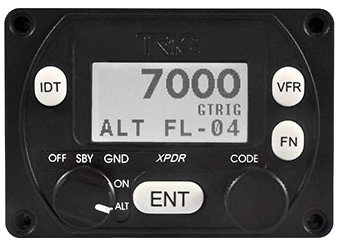 TRIG
IDT
7000
VFR
GTRIG
ALT FL-04
FN
OFF SBY GND XPDR CODE
ON
ENT
ALT